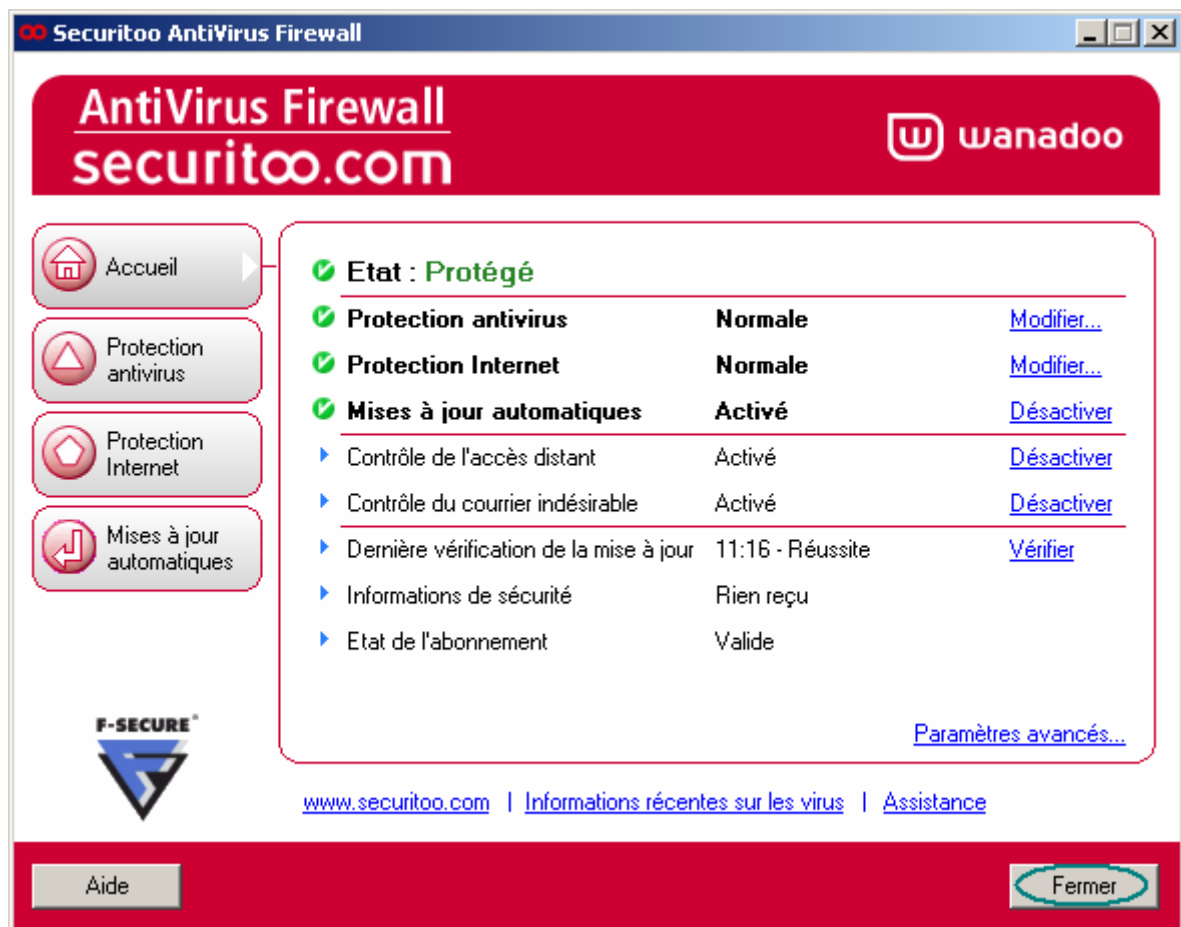 Securitoo AntiVirus Firewall
AntiVirus Firewall
securitoo.com
wanadoo
Accueil
Protection
antivirus
Protection
Internet
Mises à jour
automatiques
Etat : Protégé
Protection antivirus Normale Modifier...
Protection Internet Normale Modifier...
Mises à jour automatiques Activé Désactiver
Contrôle de l'accès distant Activé Désactiver
Contrôle du courrier indésirable Activé Désactiver
Dernière vérification de la mise à jour 11:16 - Réussite Vérifier
Informations de sécurité Rien reçu
Etat de l'abonnement Valide
Paramètres avancés...
F-SECURE®
www.securitoo.com | Informations récentes sur les virus | Assistance
Aide
Fermer